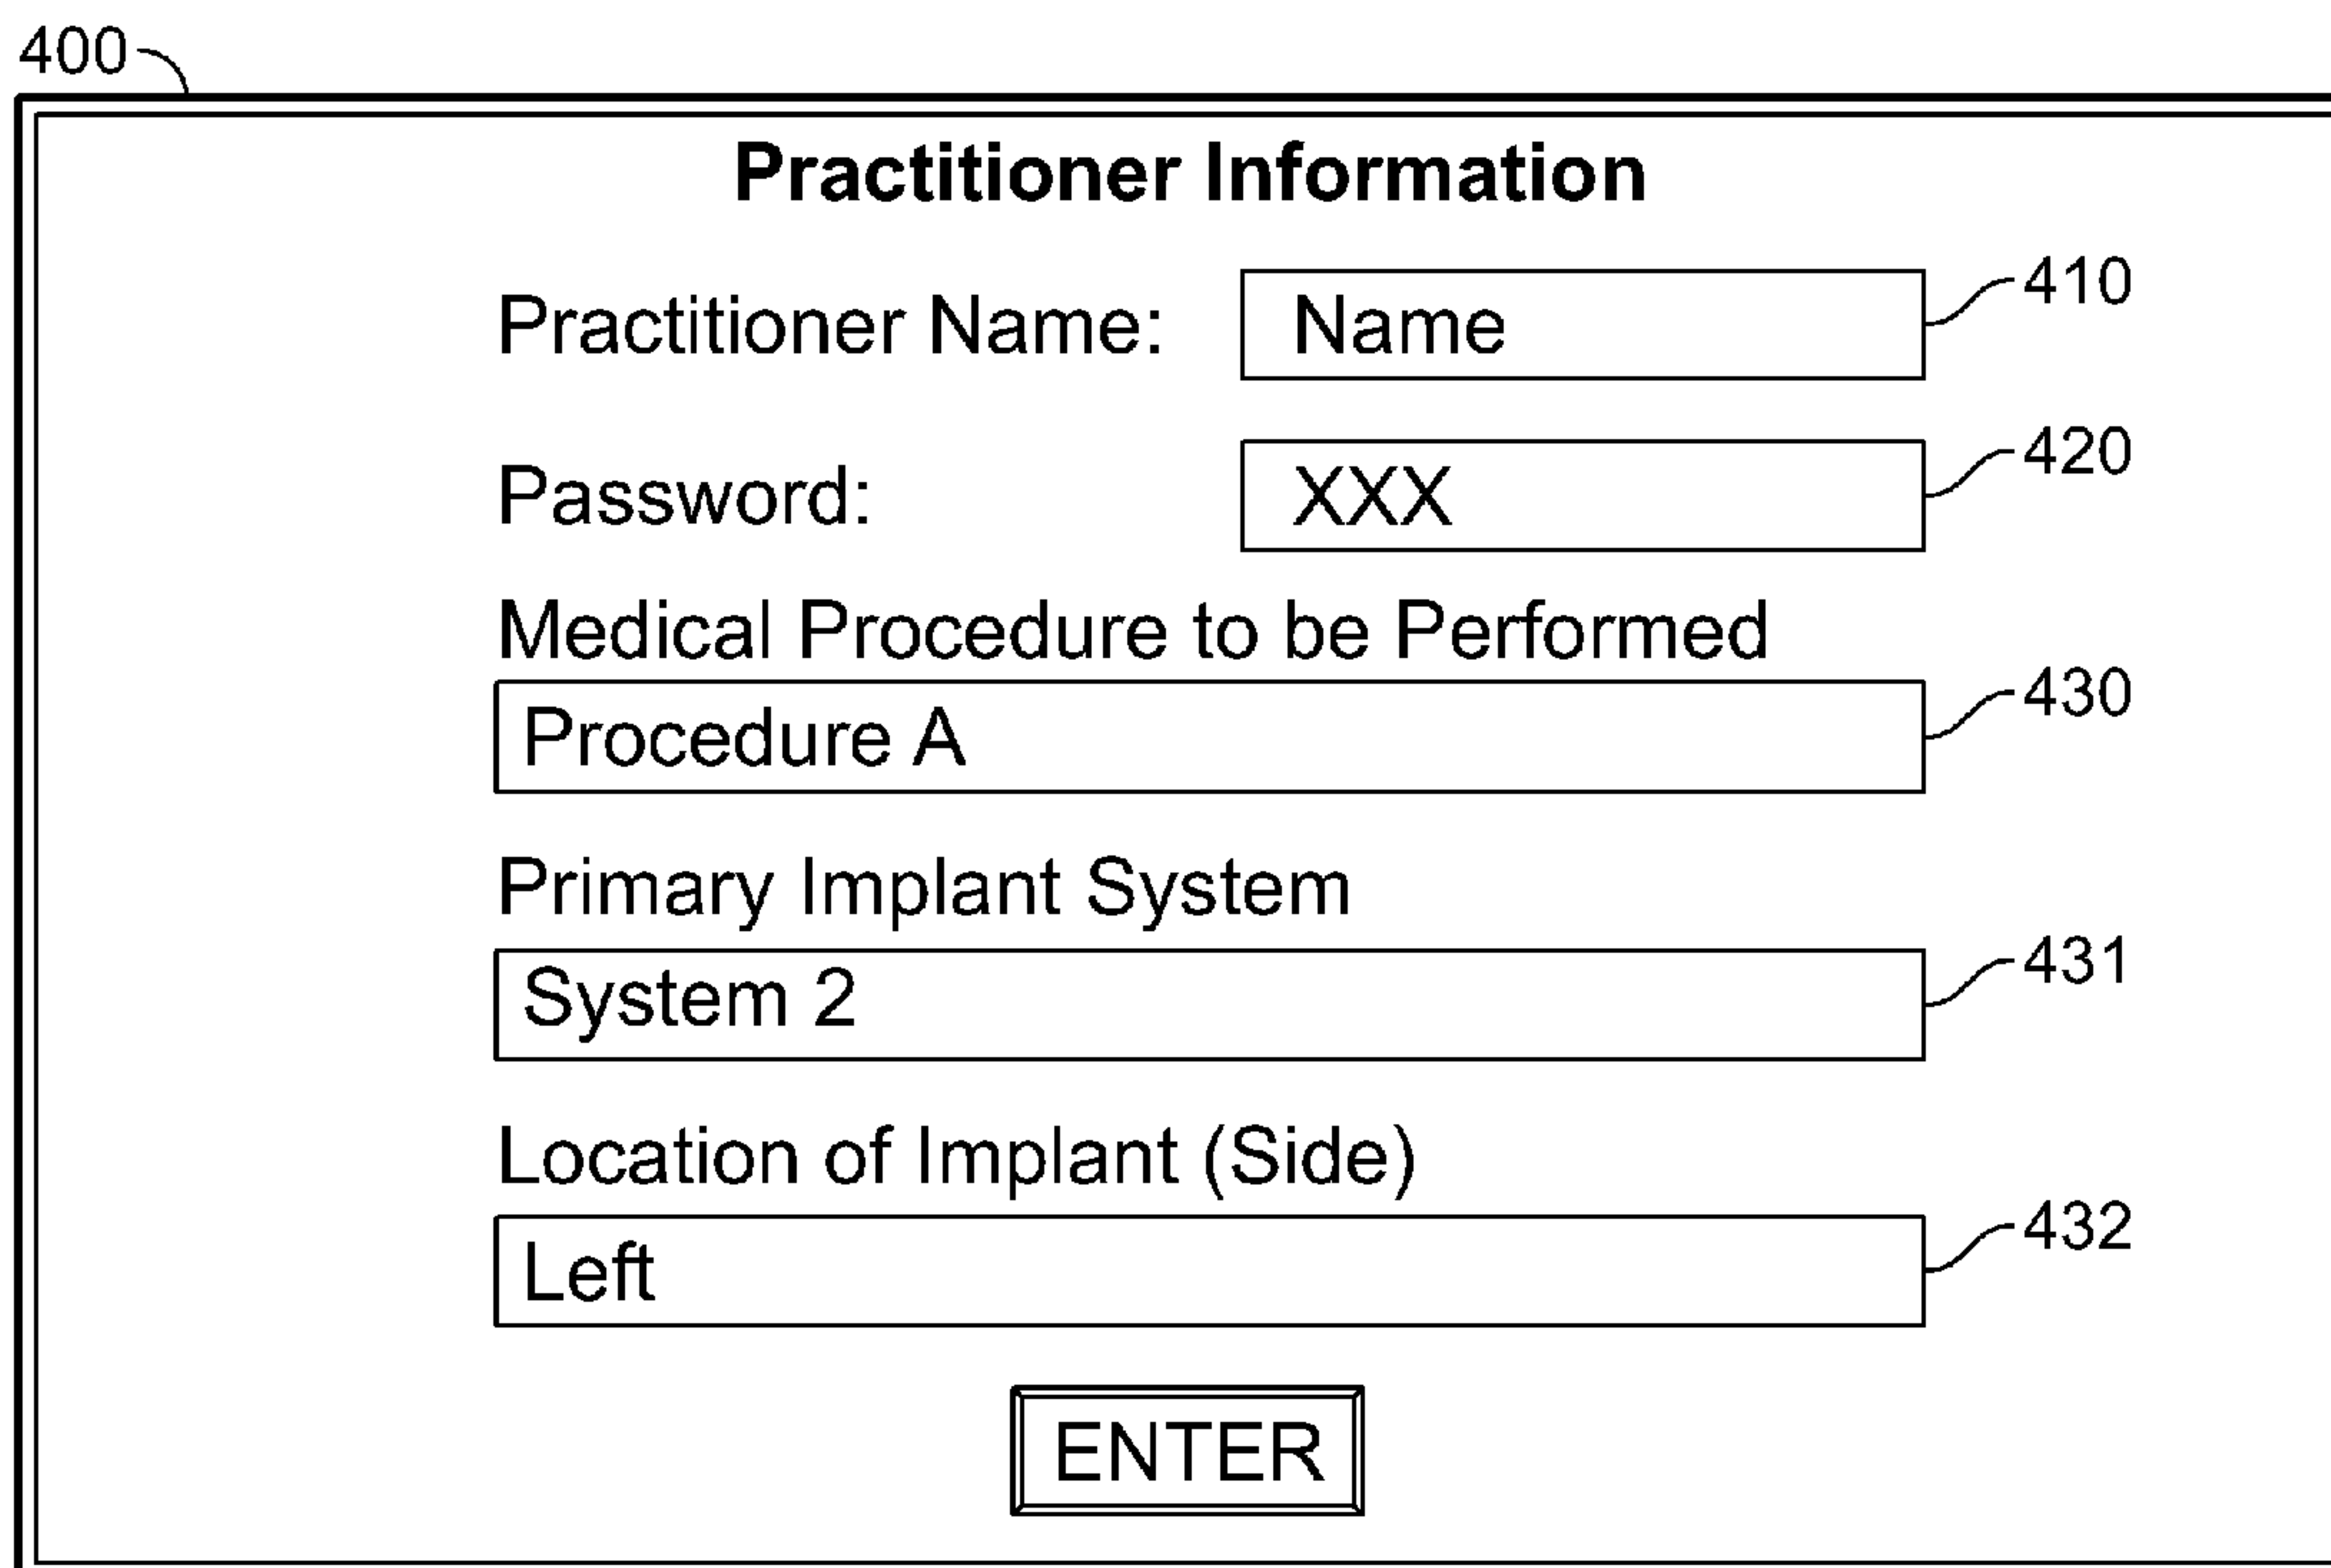 400
Practitioner Information
Practitioner Name: Name 410
Password: XXX 420
Medical Procedure to be Performed
Procedure A 430
Primary Implant System
System 2 431
Location of Implant (Side)
Left 432
ENTER